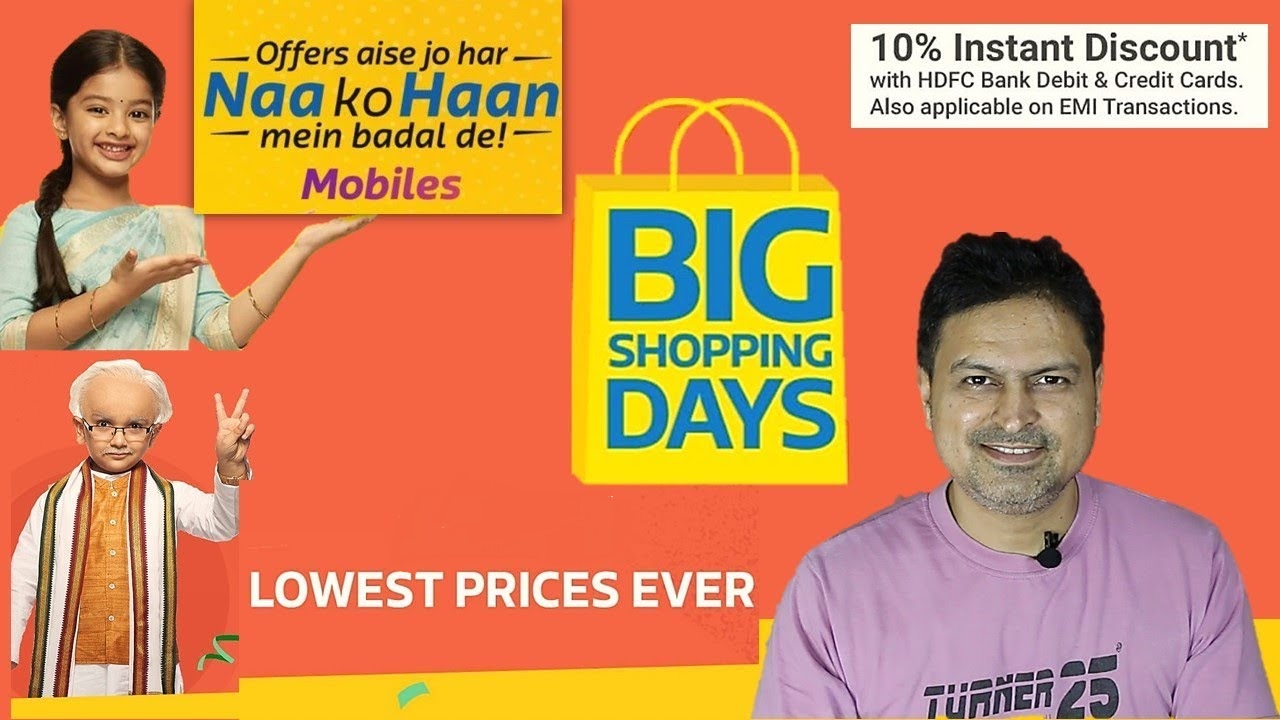 Offers aise jo har
Naa ko Haan
mein badal de!
Mobiles
10% Instant Discount*
with HDFC Bank Debit & Credit Cards.
Also applicable on EMI Transactions.
BIG
SHOPPING
DAYS
LOWEST PRICES EVER
TURNER 25